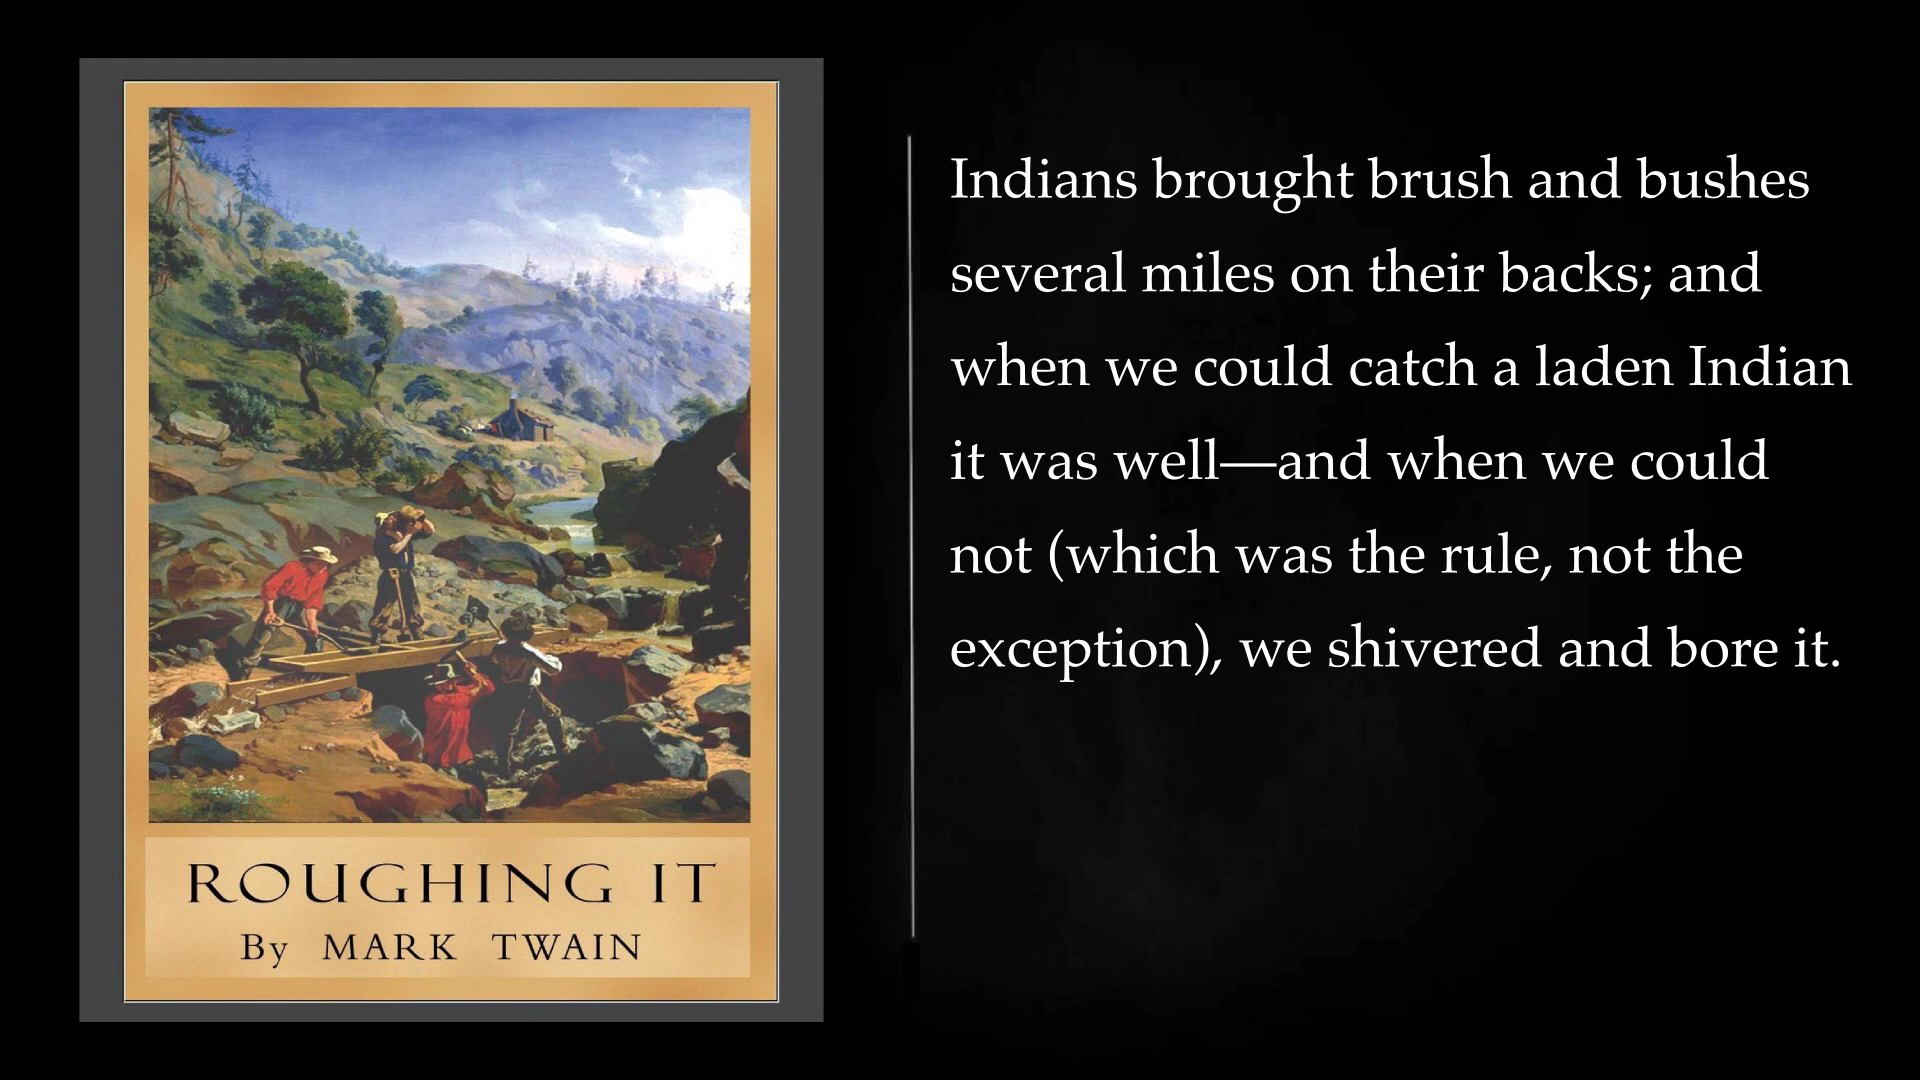 ROUGHING IT
By MARK TWAIN
Indians brought brush and bushes
several miles on their backs; and
when we could catch a laden Indian
it was well—and when we could
not (which was the rule, not the
exception), we shivered and bore it.